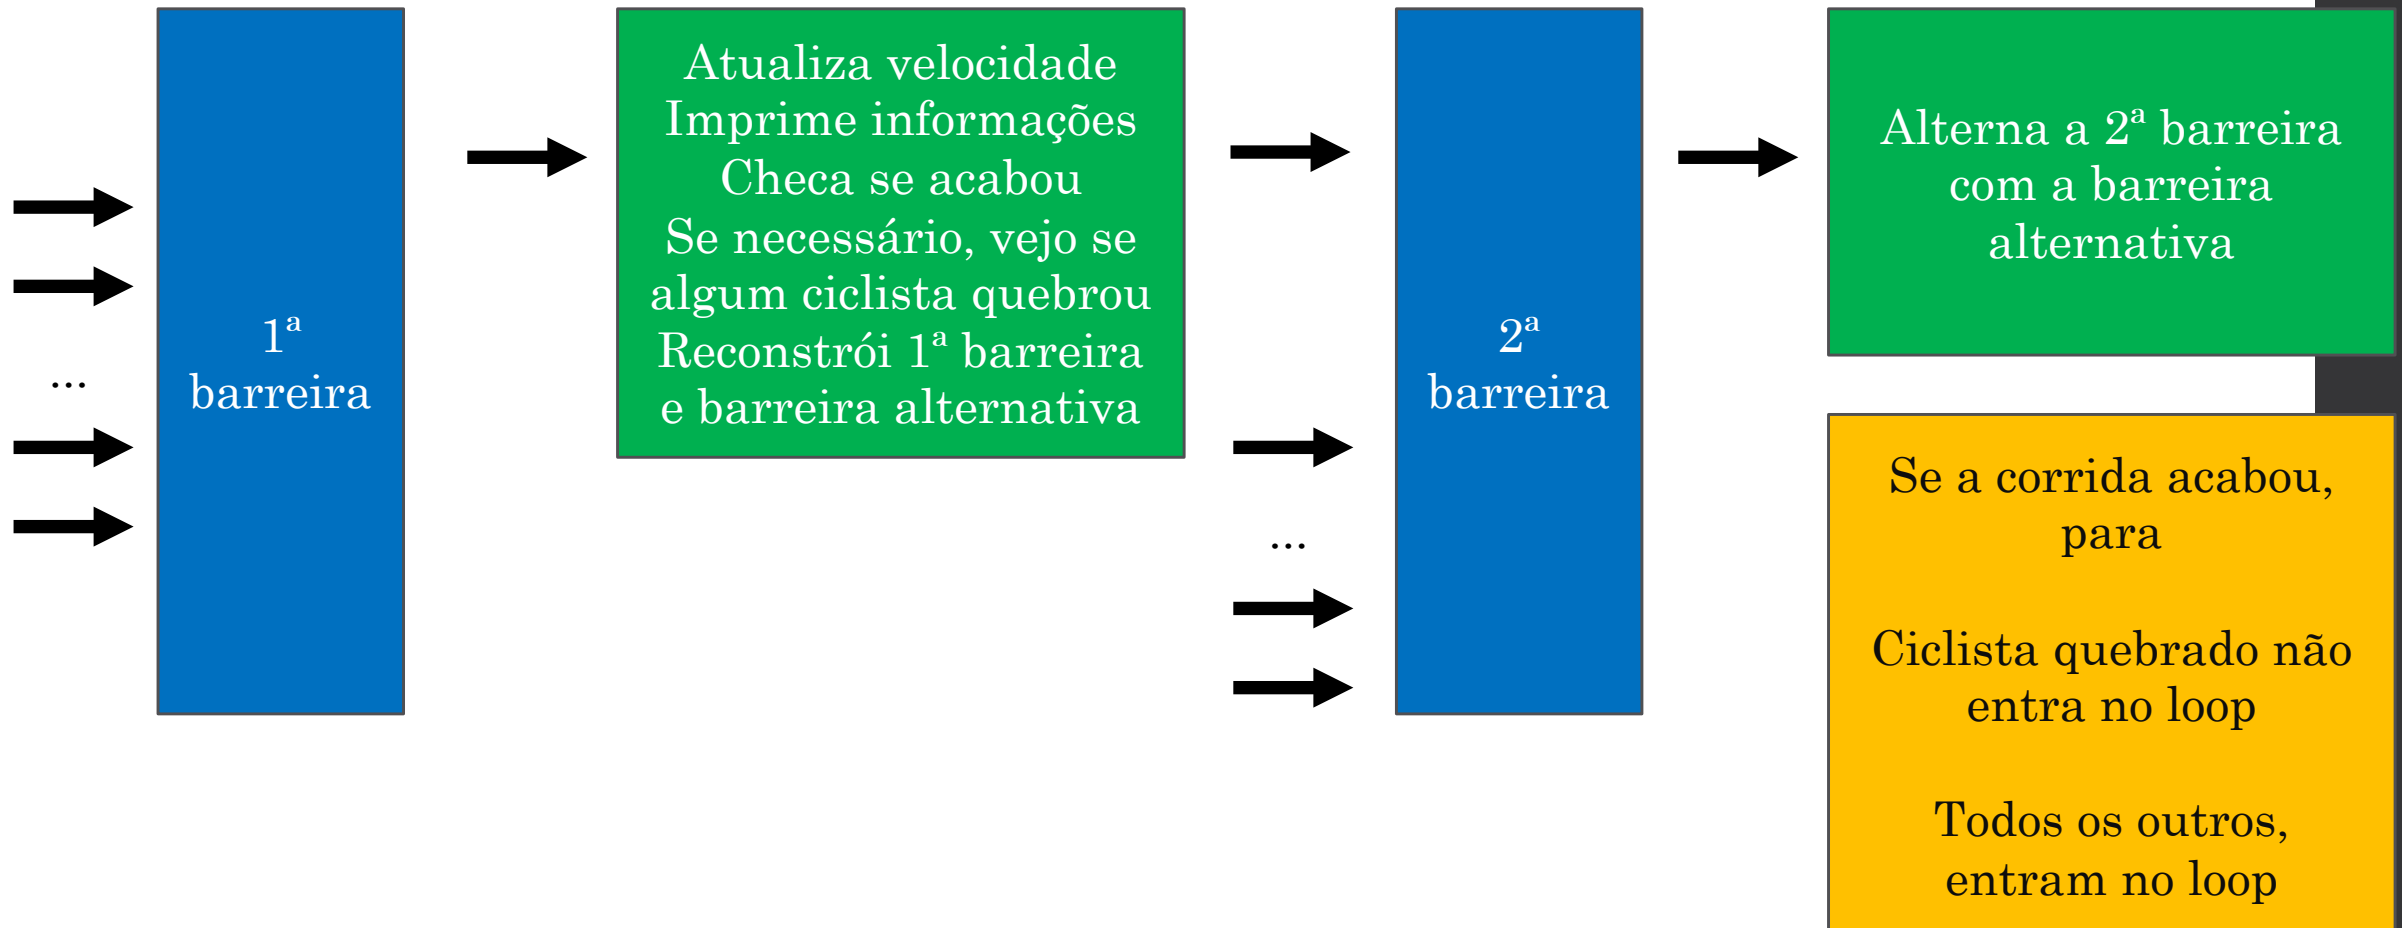 ...
1ª
barreira
Atualiza velocidade
Imprime informações
Checa se acabou
Se necessário, vejo se
algum ciclista quebrou
Reconstrói 1ª barreira
e barreira alternativa
...
2ª
barreira
Alterna a 2ª barreira
com a barreira
alternativa
Se a corrida acabou,
para
Ciclista quebrado não
entra no loop
Todos os outros,
entram no loop